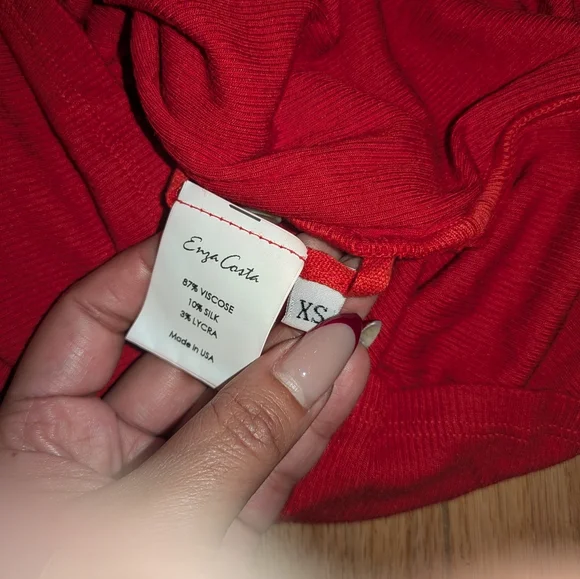 Enza Costa
87% VISCOSE
10% SILK
3% LYCRA
Made in USA
XS